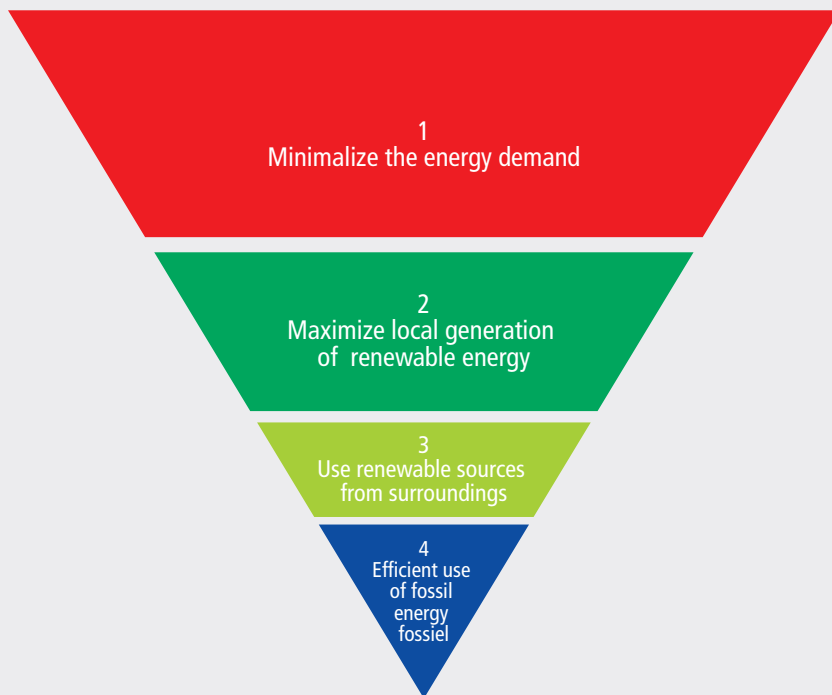 1
Minimalize the energy demand
2
Maximize local generation
of renewable energy
3
Use renewable sources
from surroundings
4
Efficient use
of fossil
energy
fossiel